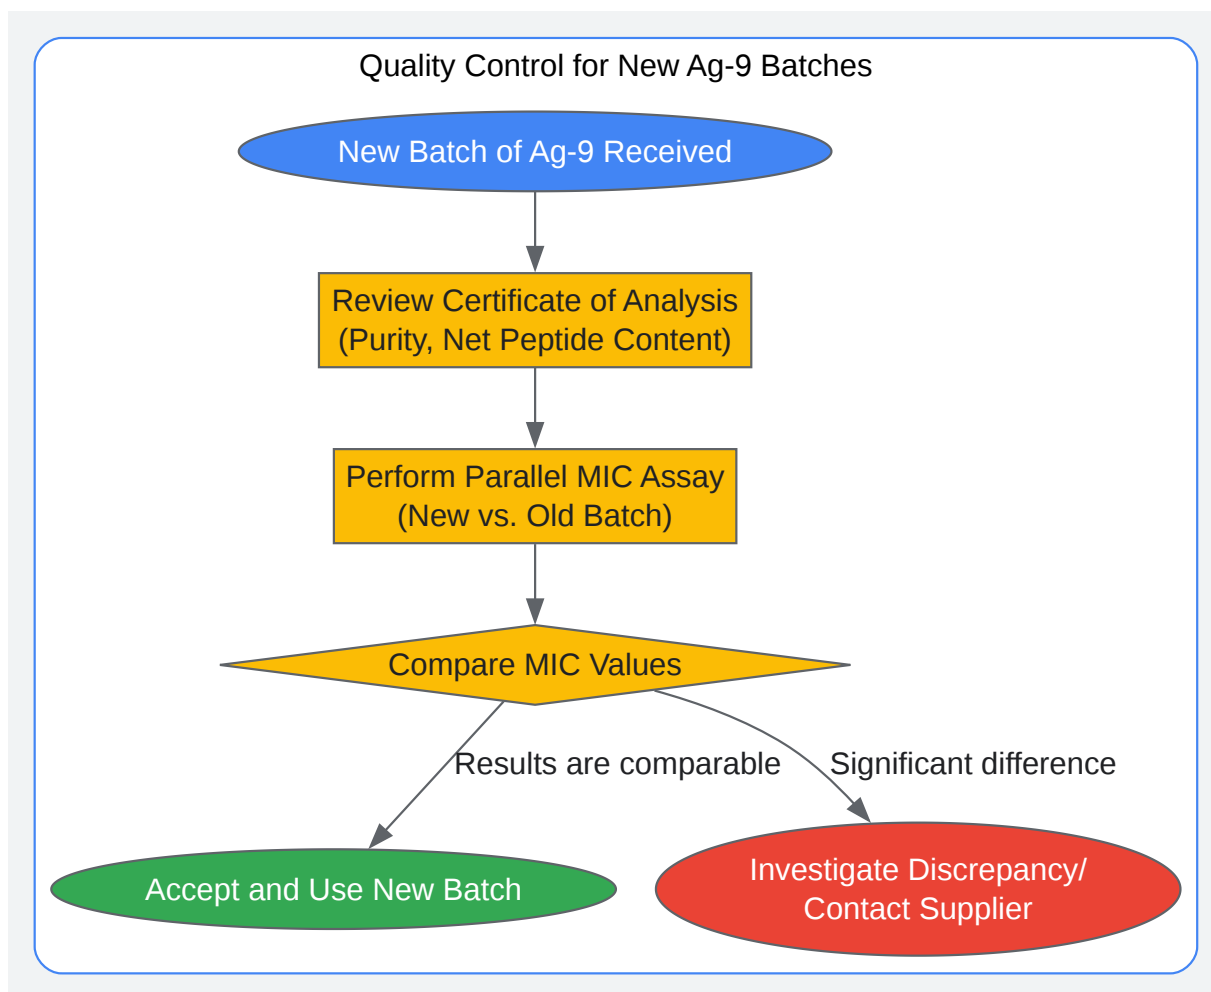 Quality Control for New Ag-9 Batches
New Batch of Ag-9 Received
Review Certificate of Analysis
(Purity, Net Peptide Content)
Perform Parallel MIC Assay
(New vs. Old Batch)
Compare MIC Values
Results are comparable
Significant difference
Accept and Use New Batch
Investigate Discrepancy/
Contact Supplier